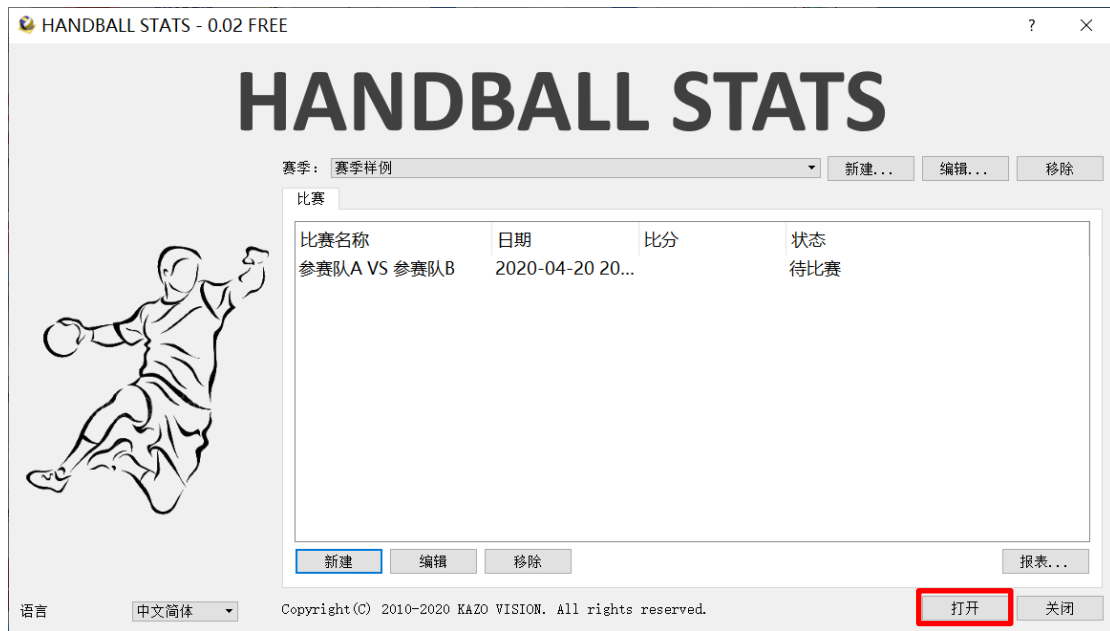 HANDBALL STATS - 0.02 FREE
HANDBALL STATS
赛季： 赛季样例 新建... 编辑... 移除
比赛
比赛名称 日期 比分 状态
参赛队A VS 参赛队B 2020-04-20 20... 待比赛
新建 编辑 移除 报表...
语言 中文简体 Copyright(C) 2010-2020 KAZO VISION. All rights reserved. 打开 关闭